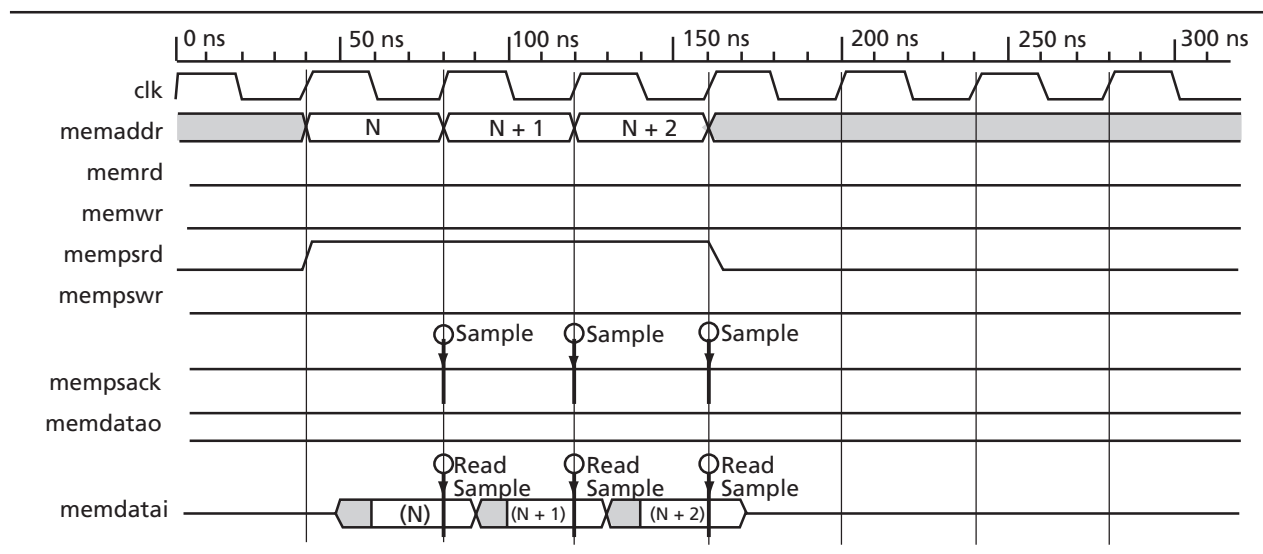 0 ns 50 ns 100 ns 150 ns 200 ns 250 ns 300 ns
clk
memaddr N N + 1 N + 2
memrd
memwr
mempsrd
mempswr
Sample Sample Sample
mempsack
memdatao
Read Read Read
Sample Sample Sample
memdatai (N) (N + 1) (N + 2)